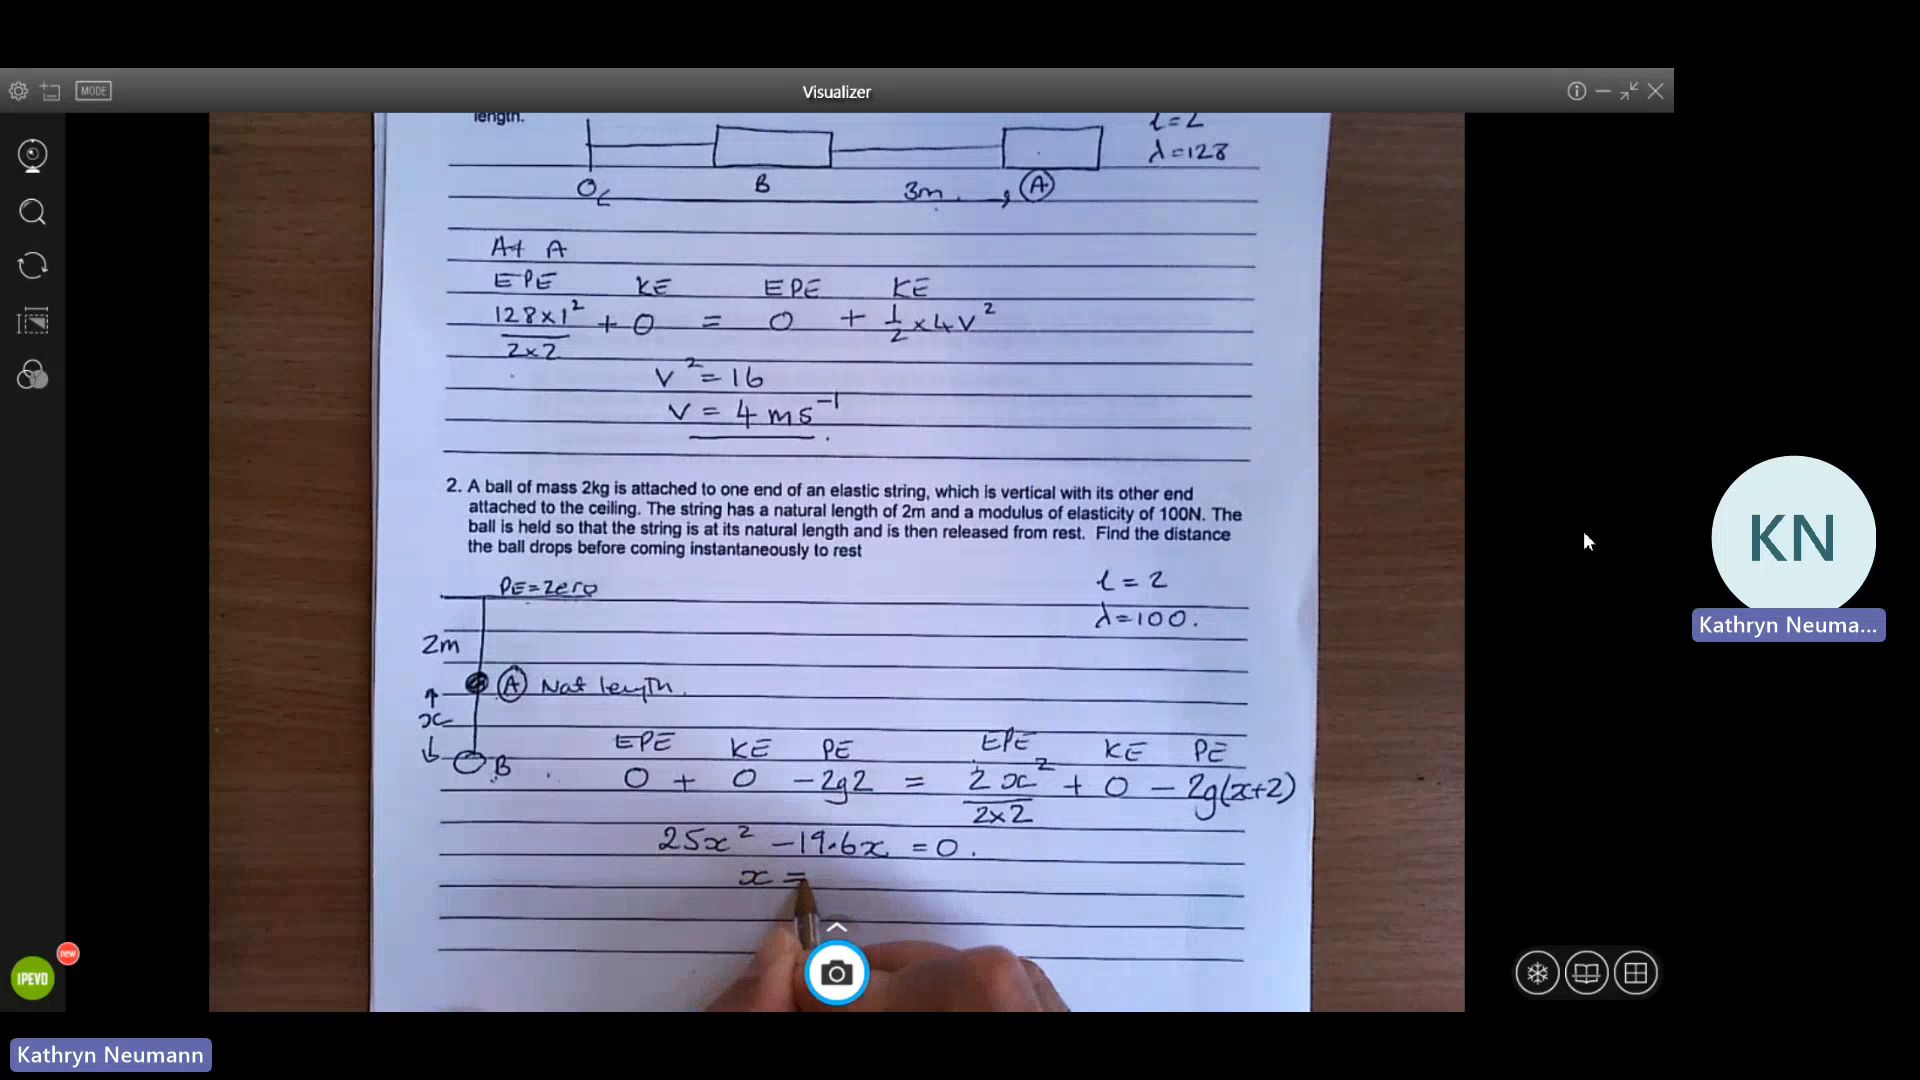 MODE
Visualizer
length.
l = 2
λ = 128
O B 3m A
At A
EPE KE EPE KE
128×1² + 0 = 0 + 1/2 ×4v²
2×2
v² = 16
v = 4 ms⁻¹
2. A ball of mass 2kg is attached to one end of an elastic string, which is vertical with its other end
attached to the ceiling. The string has a natural length of 2m and a modulus of elasticity of 100N. The
ball is held so that the string is at its natural length and is then released from rest. Find the distance
the ball drops before coming instantaneously to rest
PE = zero
l = 2
λ = 100.
2m
A Nat length.
x
B
EPE KE PE EPE KE PE
0 + 0 - 2g2 = 2x² + 0 - 2g(x+2)
2×2
25x² - 19.6x = 0.
x =
KN
Kathryn Neuma...
new
IPEVO
Kathryn Neumann